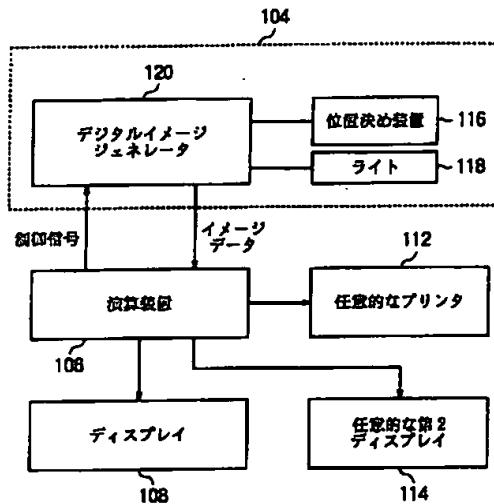 104
120
デジタルイメージ
ジェネレータ
位置決め装置
116
ライト
118
制御信号
イメージ
データ
112
演算装置
任意的なプリンタ
108
ディスプレイ
任意的な第2
ディスプレイ
108
114